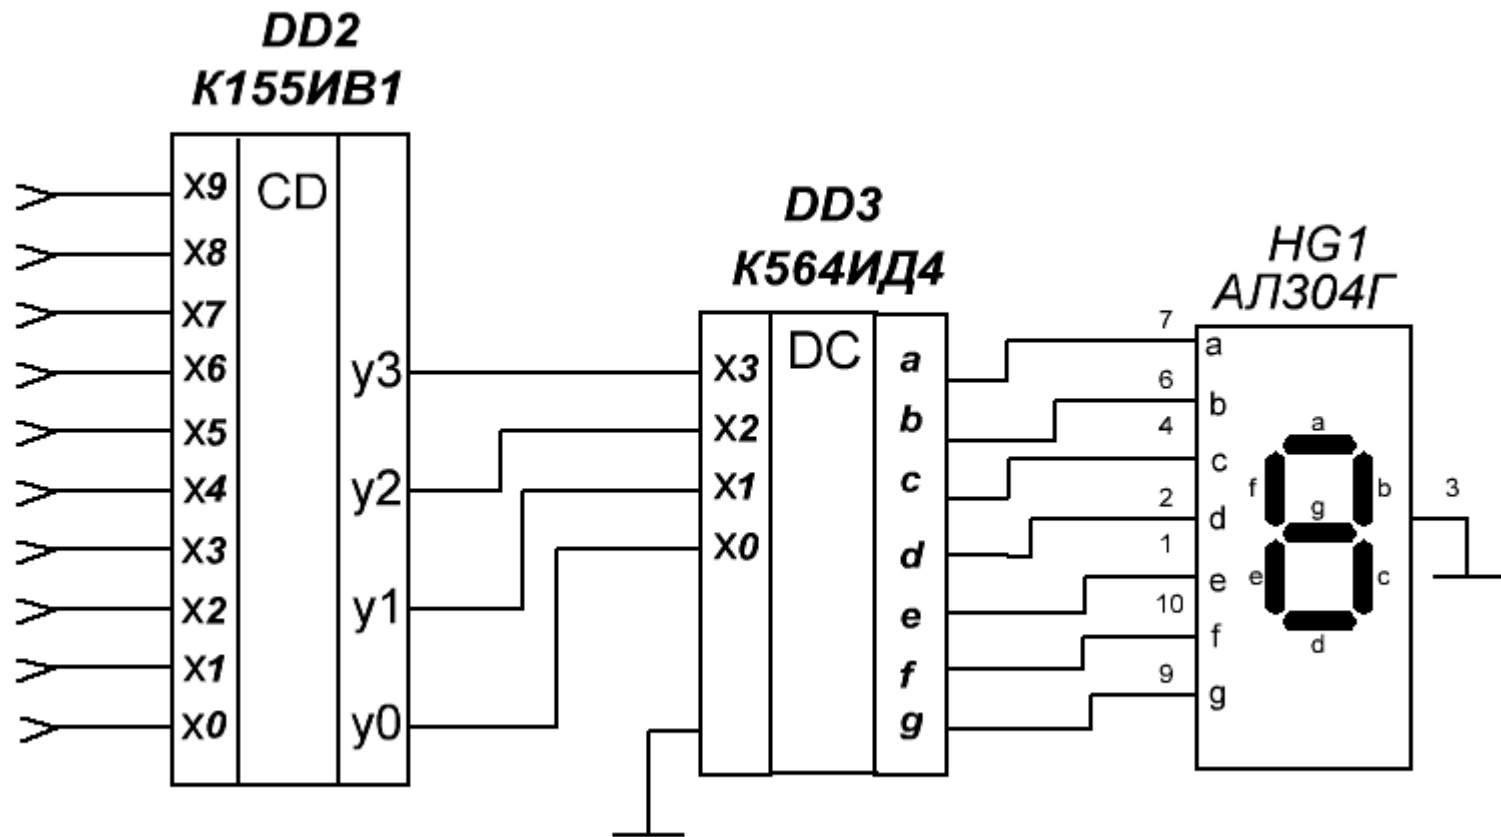 DD2
К155ИВ1
X9
CD
X8
X7
X6
X5
X4
X3
X2
X1
X0
y3
y2
y1
y0
DD3
К564ИД4
X3
DC
X2
X1
X0
a
b
c
d
e
f
g
HG1
АЛ304Г
7
6
4
2
1
10
9
a
b
c
d
e
f
g
a
f
b
g
e
c
d
3